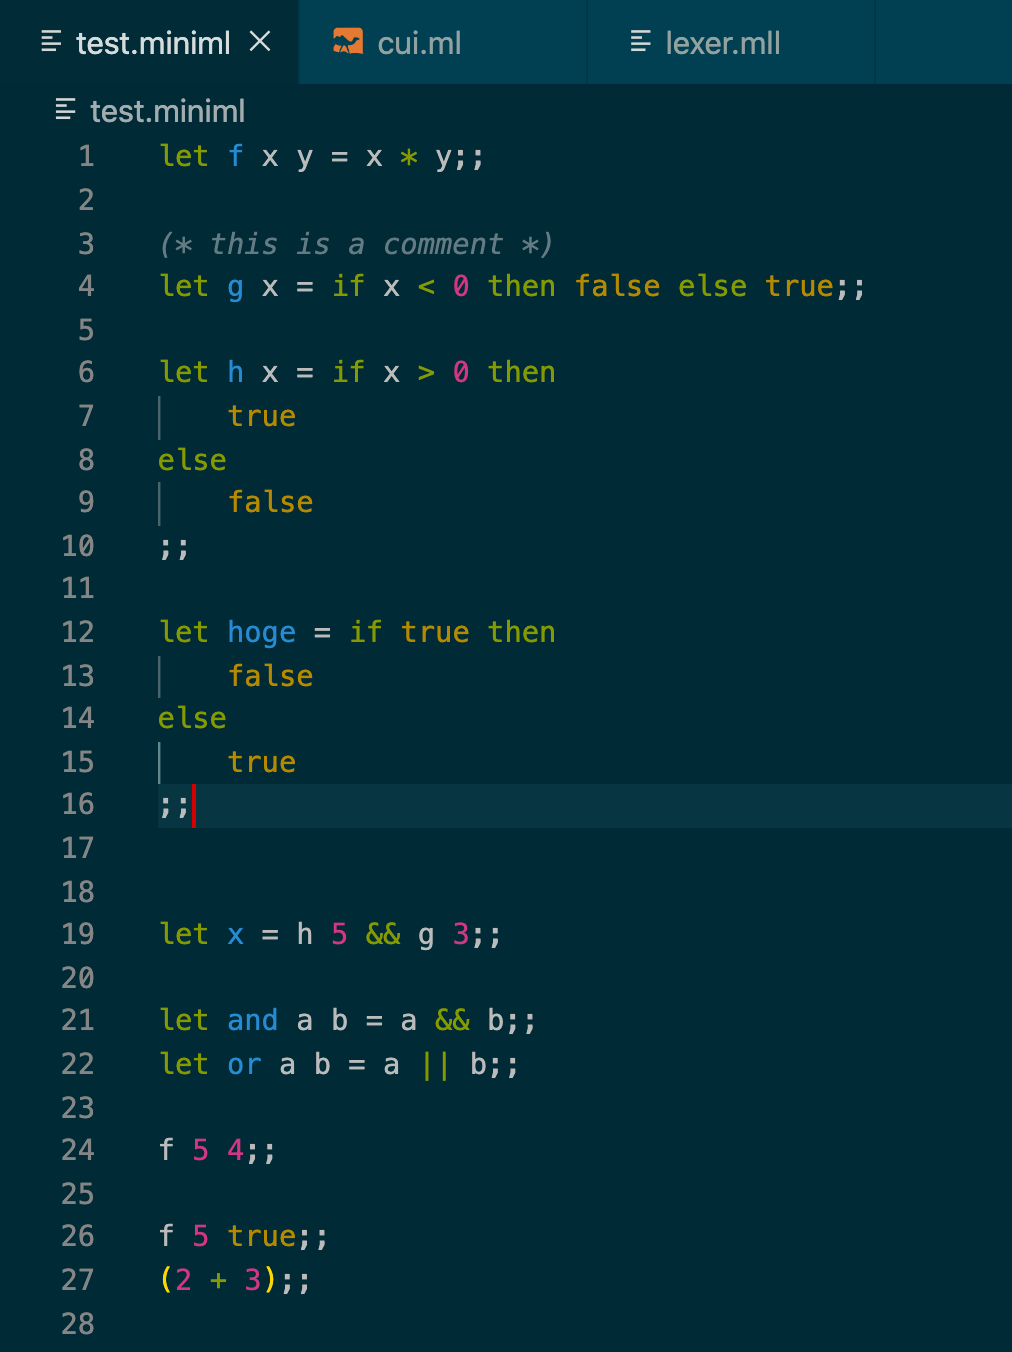 test.miniml
cui.ml
lexer.mll
test.miniml
1 let f x y = x * y;;
2
3 (* this is a comment *)
4 let g x = if x < 0 then false else true;;
5
6 let h x = if x > 0 then
7     true
8 else
9     false
10 ;;
11
12 let hoge = if true then
13     false
14 else
15     true
16 ;;
17
18
19 let x = h 5 && g 3;;
20
21 let and a b = a && b;;
22 let or a b = a || b;;
23
24 f 5 4;;
25
26 f 5 true;;
27 (2 + 3);;
28